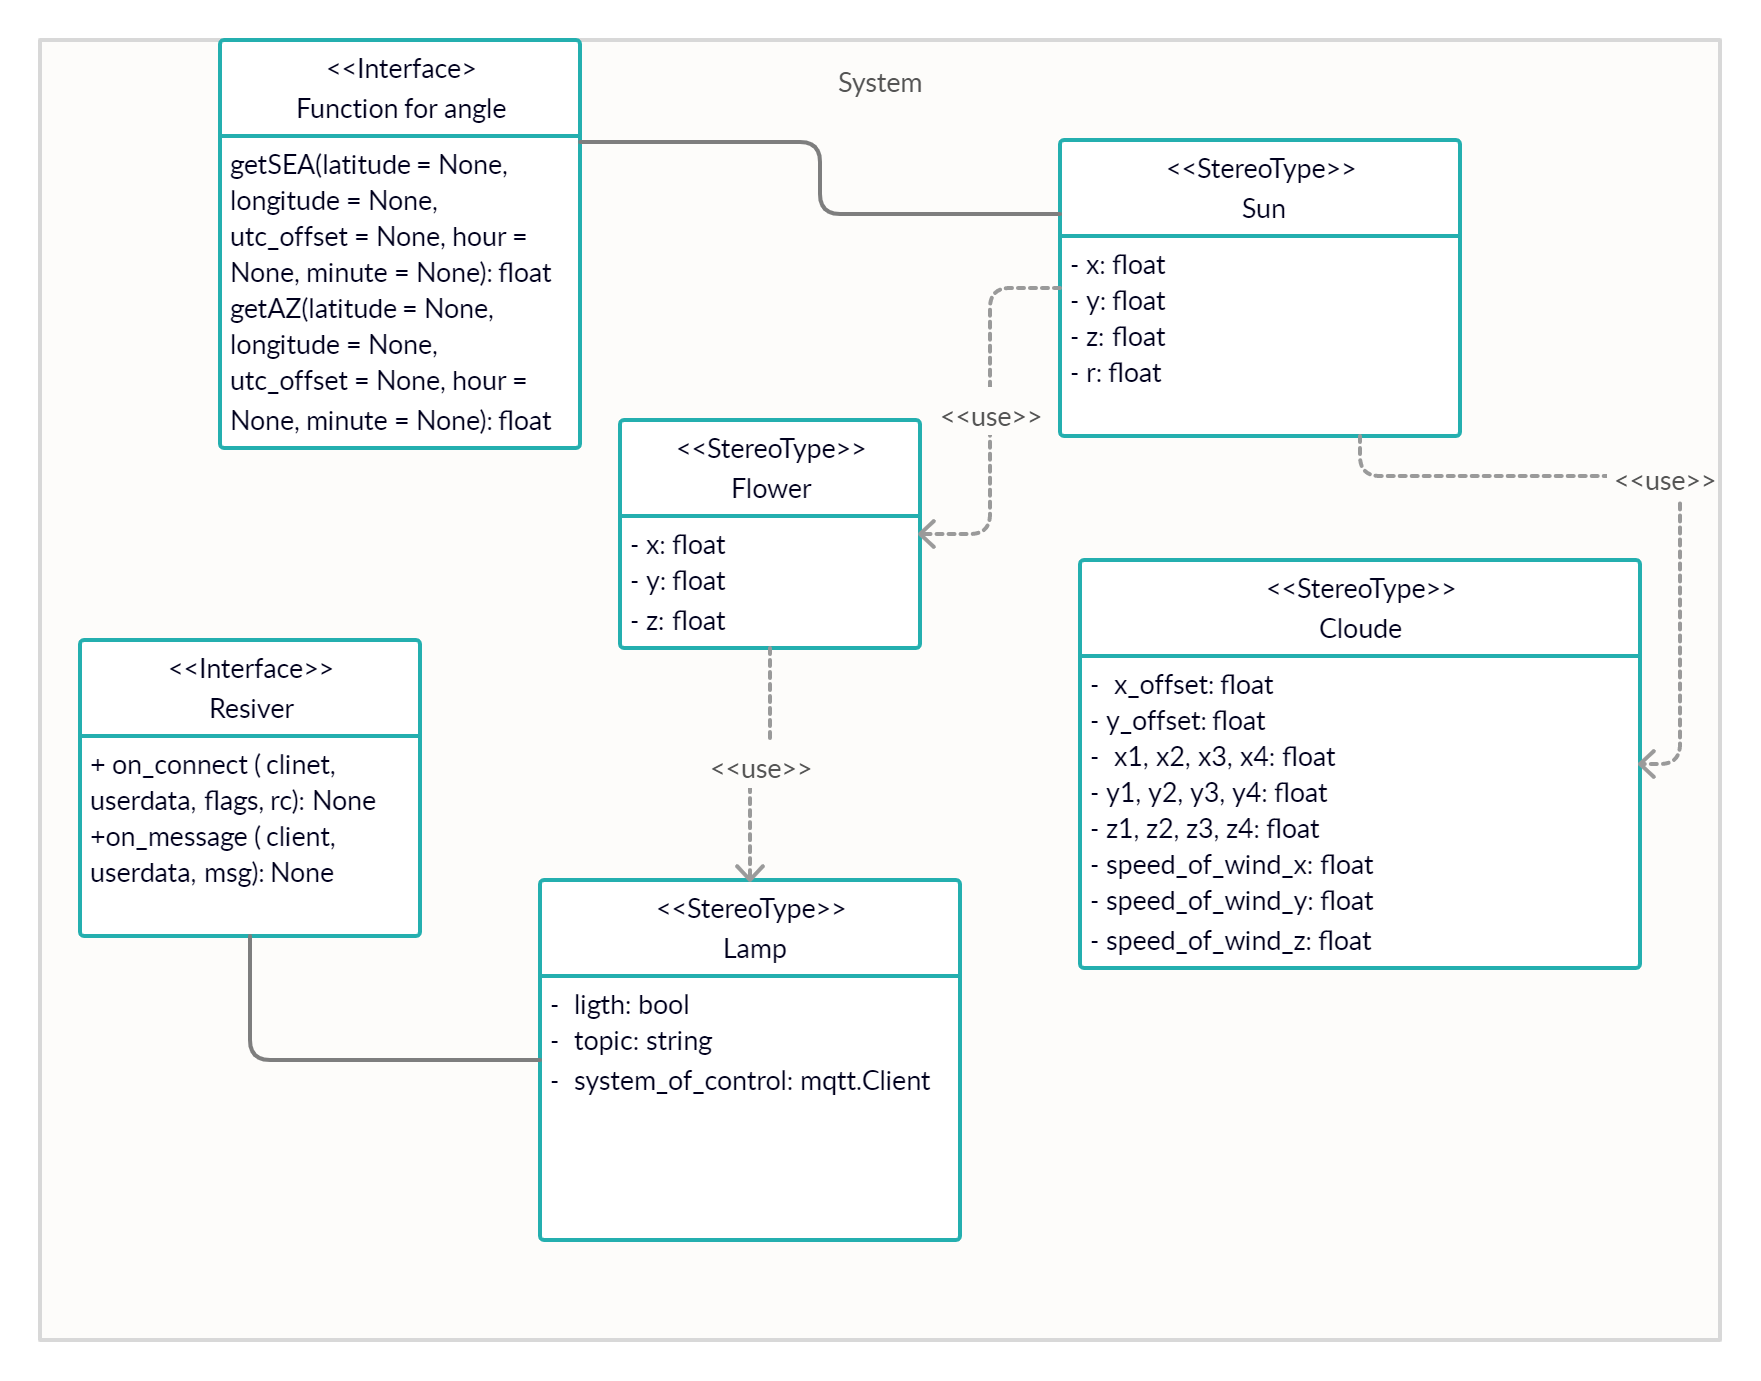 System
<<Interface>
Function for angle
getSEA(latitude = None,
longitude = None,
utc_offset = None, hour =
None, minute = None): float
getAZ(latitude = None,
longitude = None,
utc_offset = None, hour =
None, minute = None): float
<<StereoType>>
Sun
- x: float
- y: float
- z: float
- r: float
<<use>>
<<use>>
<<StereoType>>
Flower
- x: float
- y: float
- z: float
<<StereoType>>
Cloude
-  x_offset: float
- y_offset: float
-  x1, x2, x3, x4: float
- y1, y2, y3, y4: float
- z1, z2, z3, z4: float
- speed_of_wind_x: float
- speed_of_wind_y: float
- speed_of_wind_z: float
<<Interface>>
Resiver
+ on_connect ( clinet,
userdata, flags, rc): None
+on_message ( client,
userdata, msg): None
<<use>>
<<StereoType>>
Lamp
-  ligth: bool
-  topic: string
-  system_of_control: mqtt.Client